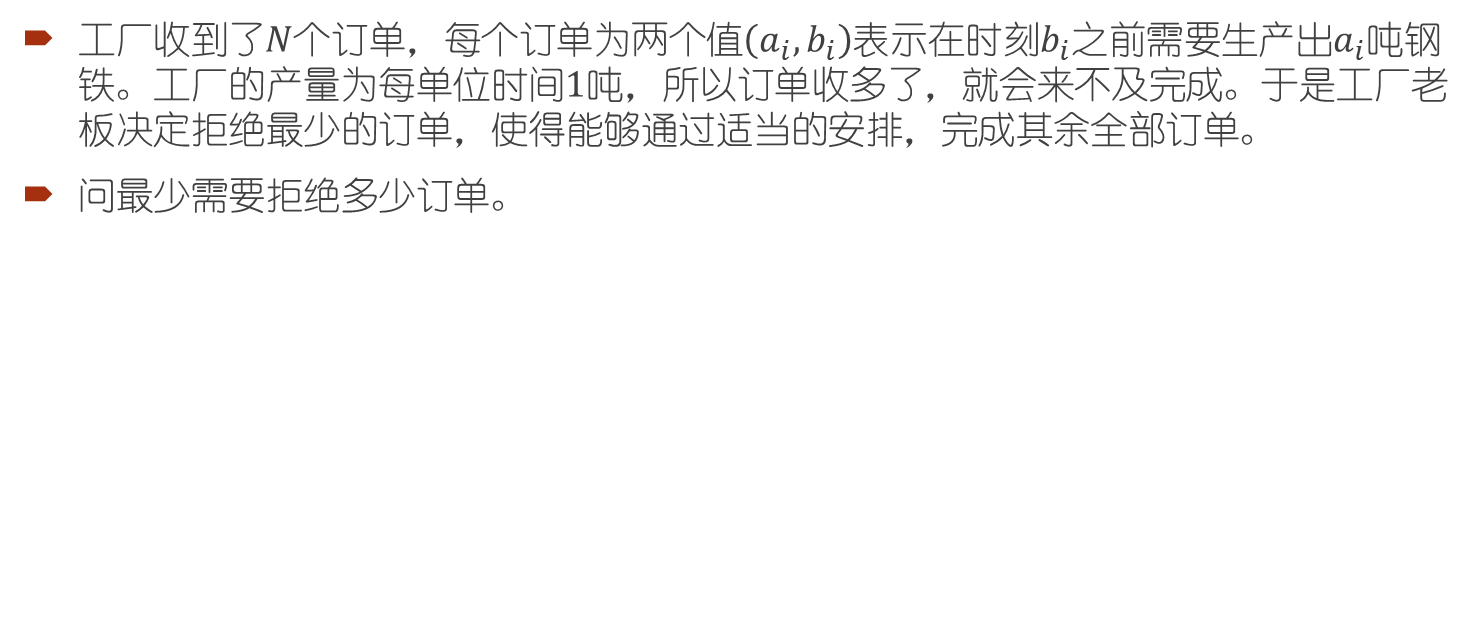 工厂收到了N个订单，每个订单为两个值(aᵢ, bᵢ)表示在时刻bᵢ之前需要生产出aᵢ吨钢
铁。工厂的产量为每单位时间1吨，所以订单收多了，就会来不及完成。于是工厂老
板决定拒绝最少的订单，使得能够通过适当的安排，完成其余全部订单。
问最少需要拒绝多少订单。